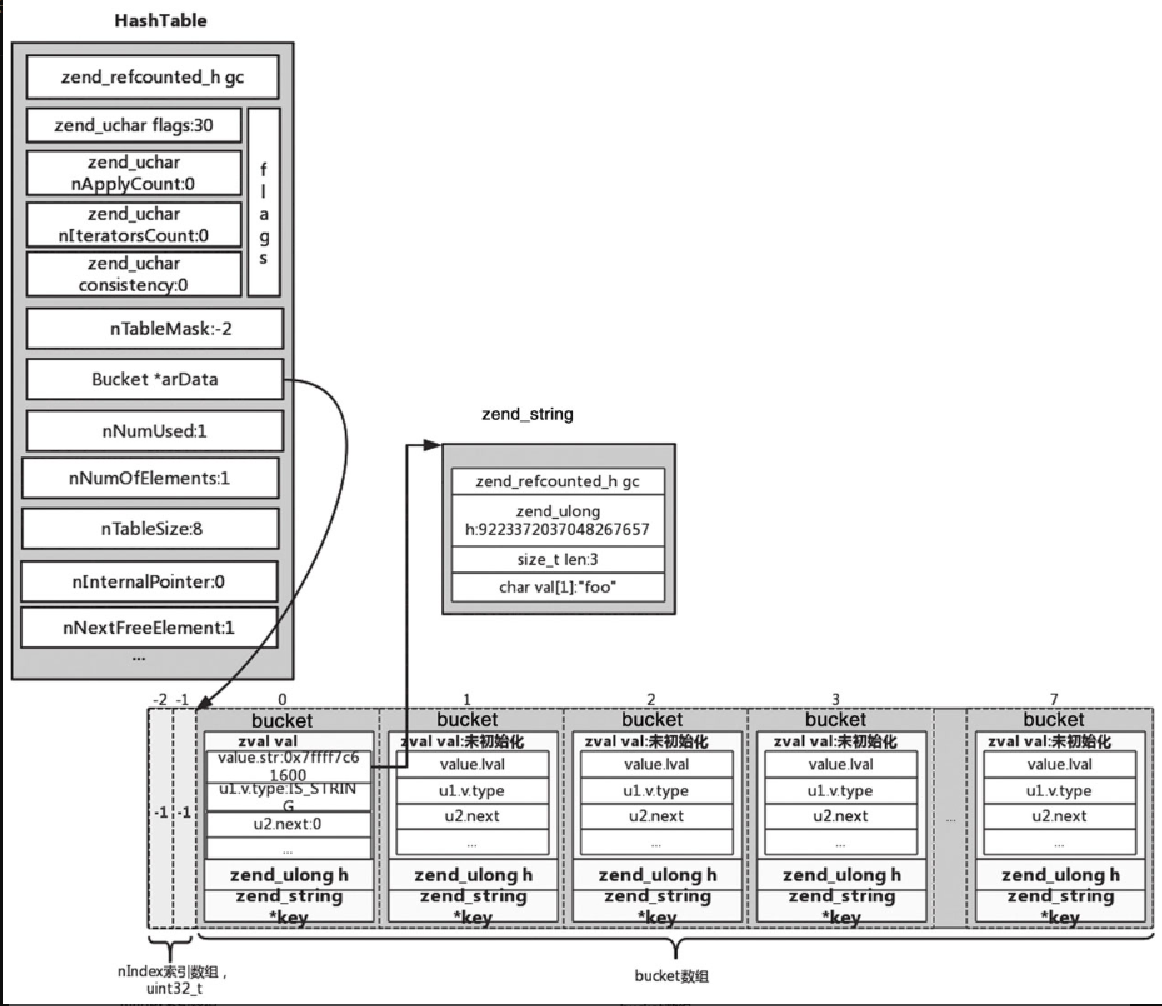 HashTable
zend_refcounted_h gc
zend_uchar flags:30
zend_uchar
nApplyCount:0
zend_uchar
nIteratorsCount:0
zend_uchar
consistency:0
flags
nTableMask:-2
Bucket *arData
nNumUsed:1
nNumOfElements:1
nTableSize:8
nInternalPointer:0
nNextFreeElement:1
...
zend_string
zend_refcounted_h gc
zend_ulong
h:9223372037048267657
size_t len:3
char val[1]:"foo"
-2 -1 0 1 2 3 7
-1 -1
bucket
zval val
value.str:0x7ffff7c6
1600
u1.v.type:IS_STRIN
G
u2.next:0
...
zend_ulong h
zend_string
*key
bucket
zval val:未初始化
value.lval
u1.v.type
u2.next
...
zend_ulong h
zend_string
*key
bucket
zval val:未初始化
value.lval
u1.v.type
u2.next
...
zend_ulong h
zend_string
*key
bucket
zval val:未初始化
value.lval
u1.v.type
u2.next
...
zend_ulong h
zend_string
*key
...
bucket
zval val:未初始化
value.lval
u1.v.type
u2.next
...
zend_ulong h
zend_string
*key
nIndex索引数组，
uint32_t
bucket数组